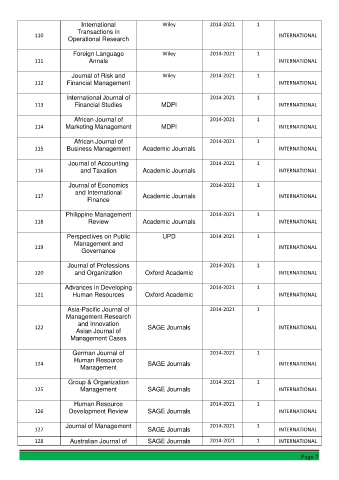 110 International Transactions in Operational Research Wiley 2014-2021 1 INTERNATIONAL
111 Foreign Language Annals Wiley 2014-2021 1 INTERNATIONAL
112 Journal of Risk and Financial Management Wiley 2014-2021 1 INTERNATIONAL
113 International Journal of Financial Studies MDPI 2014-2021 1 INTERNATIONAL
114 African Journal of Marketing Management MDPI 2014-2021 1 INTERNATIONAL
115 African Journal of Business Management Academic Journals 2014-2021 1 INTERNATIONAL
116 Journal of Accounting and Taxation Academic Journals 2014-2021 1 INTERNATIONAL
117 Journal of Economics and International Finance Academic Journals 2014-2021 1 INTERNATIONAL
118 Philippine Management Review Academic Journals 2014-2021 1 INTERNATIONAL
119 Perspectives on Public Management and Governance UPD 2014-2021 1 INTERNATIONAL
120 Journal of Professions and Organization Oxford Academic 2014-2021 1 INTERNATIONAL
121 Advances in Developing Human Resources Oxford Academic 2014-2021 1 INTERNATIONAL
122 Asia-Pacific Journal of Management Research and Innovation Asian Journal of Management Cases SAGE Journals 2014-2021 1 INTERNATIONAL
124 German Journal of Human Resource Management SAGE Journals 2014-2021 1 INTERNATIONAL
125 Group & Organization Management SAGE Journals 2014-2021 1 INTERNATIONAL
126 Human Resource Development Review SAGE Journals 2014-2021 1 INTERNATIONAL
127 Journal of Management SAGE Journals 2014-2021 1 INTERNATIONAL
128 Australian Journal of SAGE Journals 2014-2021 1 INTERNATIONAL
Page 7